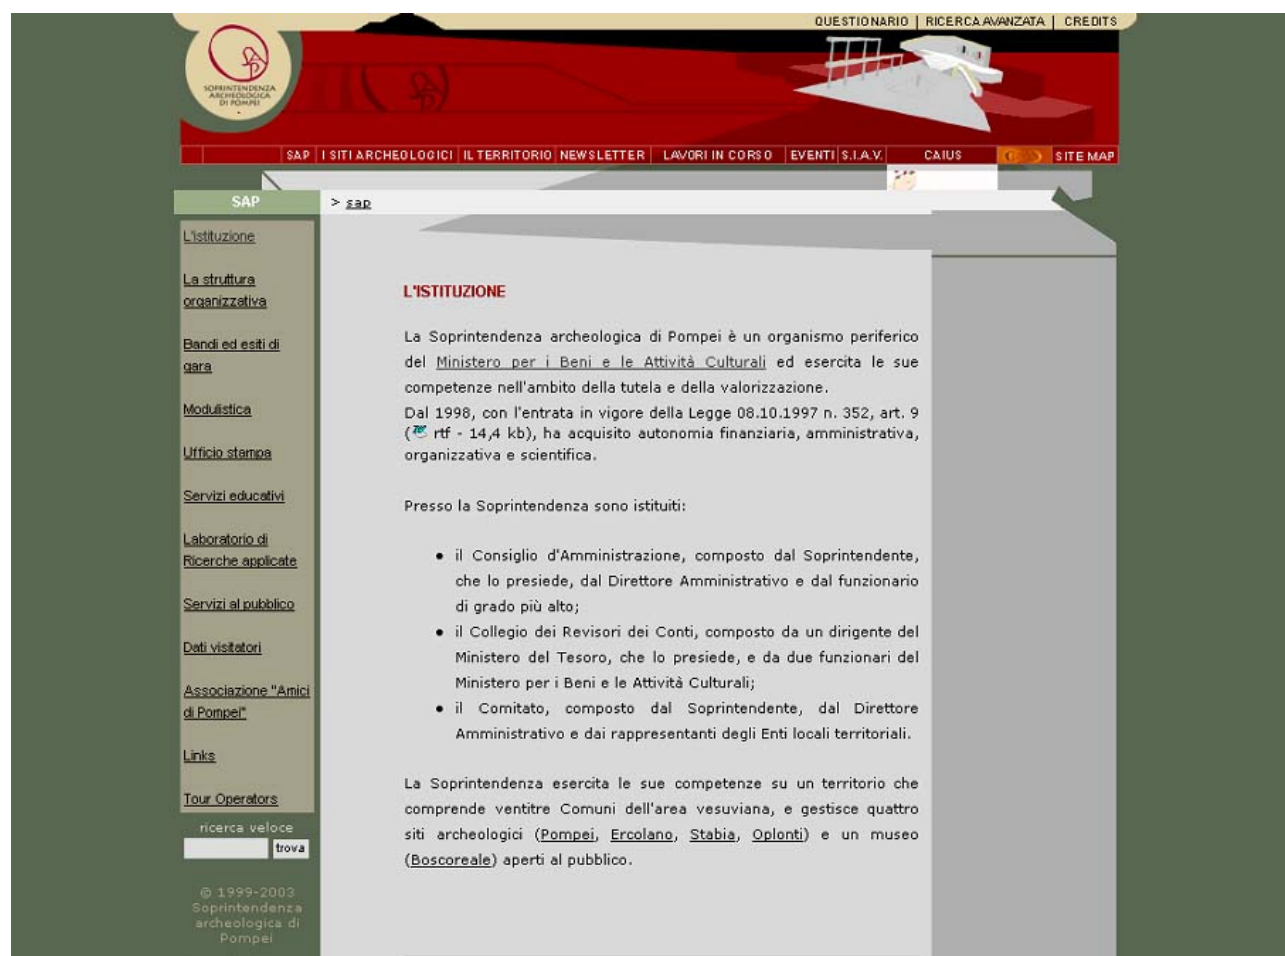 QUESTIONARIO | RICERCA AVANZATA | CREDITS
SAP
SOPRINTENDENZA
ARCHEOLOGICA
DI POMPEI
SAP
SAP | I SITI ARCHEOLOGICI | IL TERRITORIO | NEWSLETTER | LAVORI IN CORSO | EVENTI | S.I.A.V. | CAIUS | SITE MAP
SAP
> sap
L'istituzione
La struttura
organizzativa
Bandi ed esiti di
gara
Modulistica
Ufficio stampa
Servizi educativi
Laboratorio di
Ricerche applicate
Servizi al pubblico
Dati visitatori
Associazione "Amici
di Pompei"
Links
Tour Operators
ricerca veloce
trova
© 1999-2003
Soprintendenza
archeologica di
Pompei
L'ISTITUZIONE
La Soprintendenza archeologica di Pompei è un organismo periferico
del Ministero per i Beni e le Attività Culturali ed esercita le sue
competenze nell'ambito della tutela e della valorizzazione.
Dal 1998, con l'entrata in vigore della Legge 08.10.1997 n. 352, art. 9
( rtf - 14,4 kb), ha acquisito autonomia finanziaria, amministrativa,
organizzativa e scientifica.
Presso la Soprintendenza sono istituiti:
● il Consiglio d'Amministrazione, composto dal Soprintendente,
che lo presiede, dal Direttore Amministrativo e dal funzionario
di grado più alto;
● il Collegio dei Revisori dei Conti, composto da un dirigente del
Ministero del Tesoro, che lo presiede, e da due funzionari del
Ministero per i Beni e le Attività Culturali;
● il Comitato, composto dal Soprintendente, dal Direttore
Amministrativo e dai rappresentanti degli Enti locali territoriali.
La Soprintendenza esercita le sue competenze su un territorio che
comprende ventitre Comuni dell'area vesuviana, e gestisce quattro
siti archeologici (Pompei, Ercolano, Stabia, Oplonti) e un museo
(Boscoreale) aperti al pubblico.